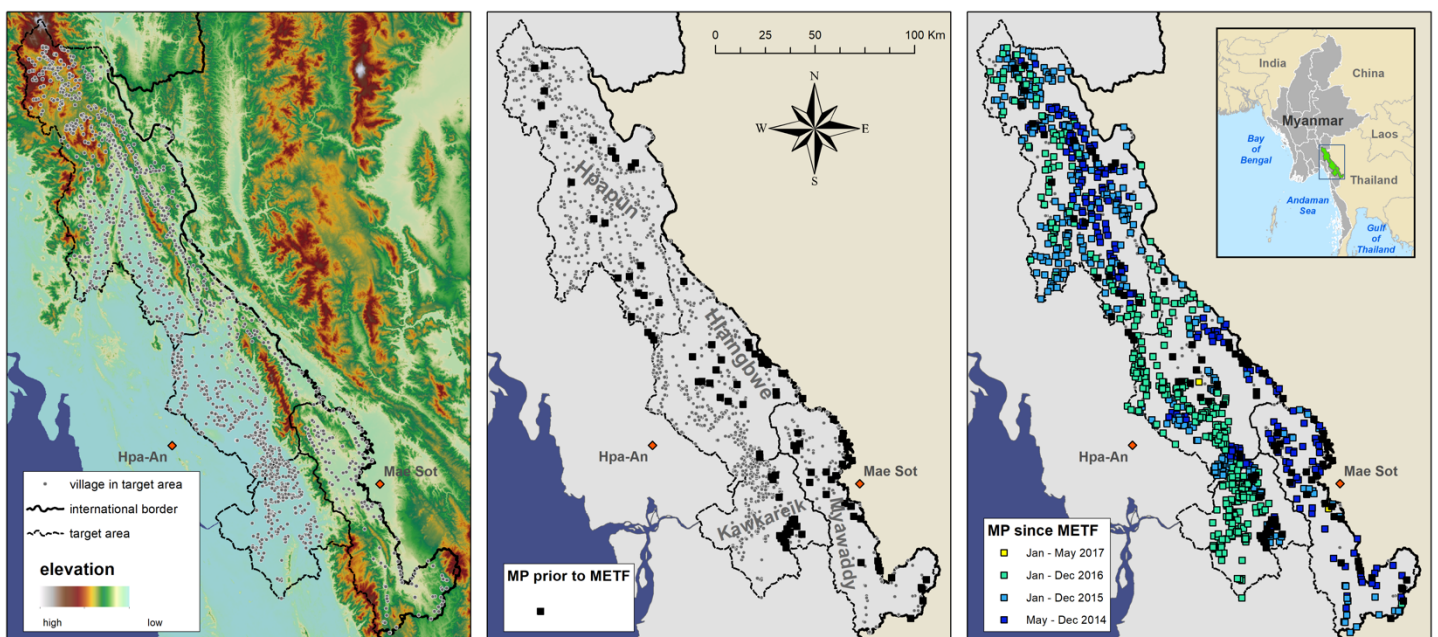 Hpa-An
Mae Sot
village in target area
international border
target area
elevation
high low
0 25 50 100 Km
N
W E
S
Hpapun
Hlaingbwe
Hpa-An
Mae Sot
Kawkareik
Myawaddy
MP prior to METF
India
China
Myanmar
Laos
Bay
of
Bengal
Thailand
Andaman
Sea
Gulf
of
Thailand
Hpa-An
Mae Sot
MP since METF
Jan - May 2017
Jan - Dec 2016
Jan - Dec 2015
May - Dec 2014